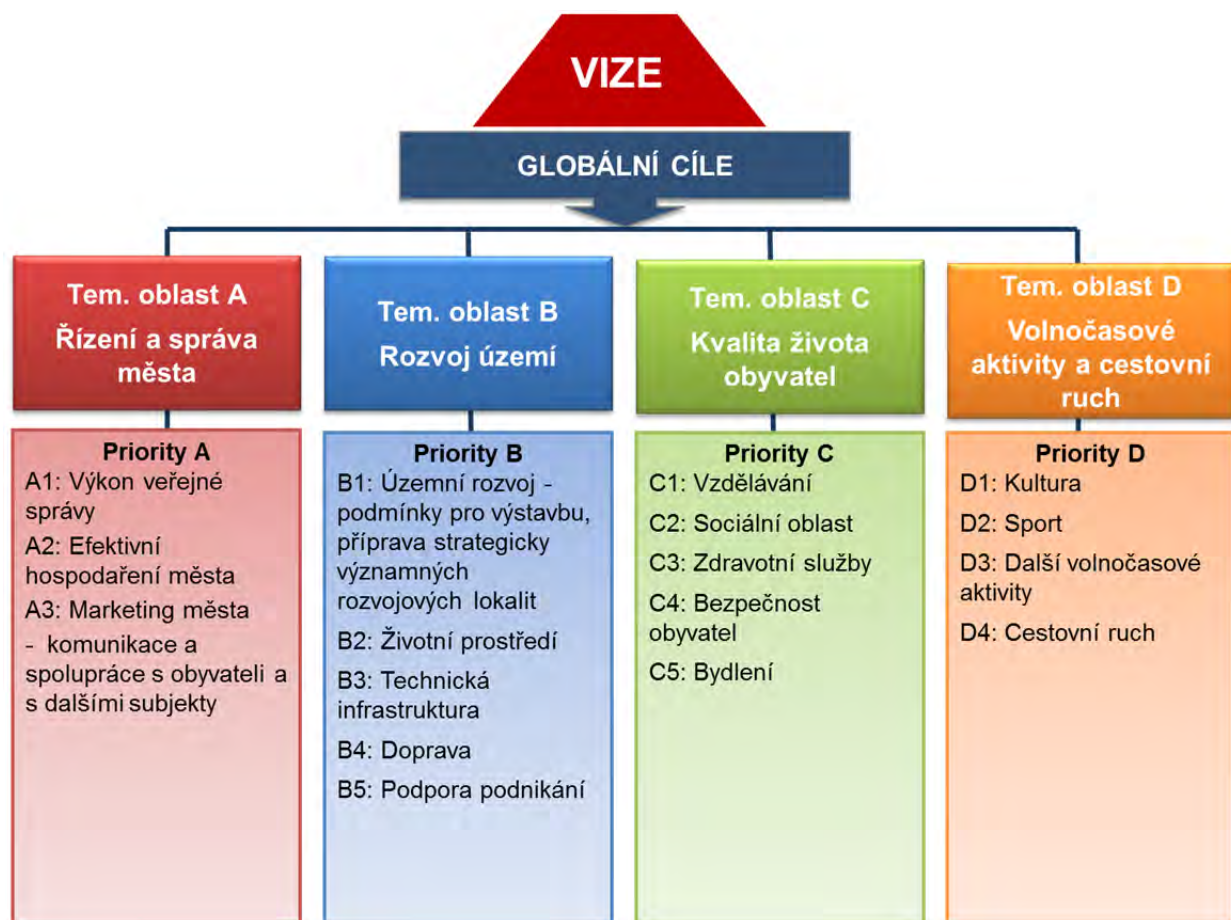 VIZE
GLOBÁLNÍ CÍLE
Tem. oblast A
Řízení a správa
města
Priority A
A1: Výkon veřejné
správy
A2: Efektivní
hospodaření města
A3: Marketing města
- komunikace a
spolupráce s obyvateli a
s dalšími subjekty
Tem. oblast B
Rozvoj území
Priority B
B1: Územní rozvoj -
podmínky pro výstavbu,
příprava strategicky
významných
rozvojových lokalit
B2: Životní prostředí
B3: Technická
infrastruktura
B4: Doprava
B5: Podpora podnikání
Tem. oblast C
Kvalita života
obyvatel
Priority C
C1: Vzdělávání
C2: Sociální oblast
C3: Zdravotní služby
C4: Bezpečnost
obyvatel
C5: Bydlení
Tem. oblast D
Volnočasové
aktivity a cestovní
ruch
Priority D
D1: Kultura
D2: Sport
D3: Další volnočasové
aktivity
D4: Cestovní ruch